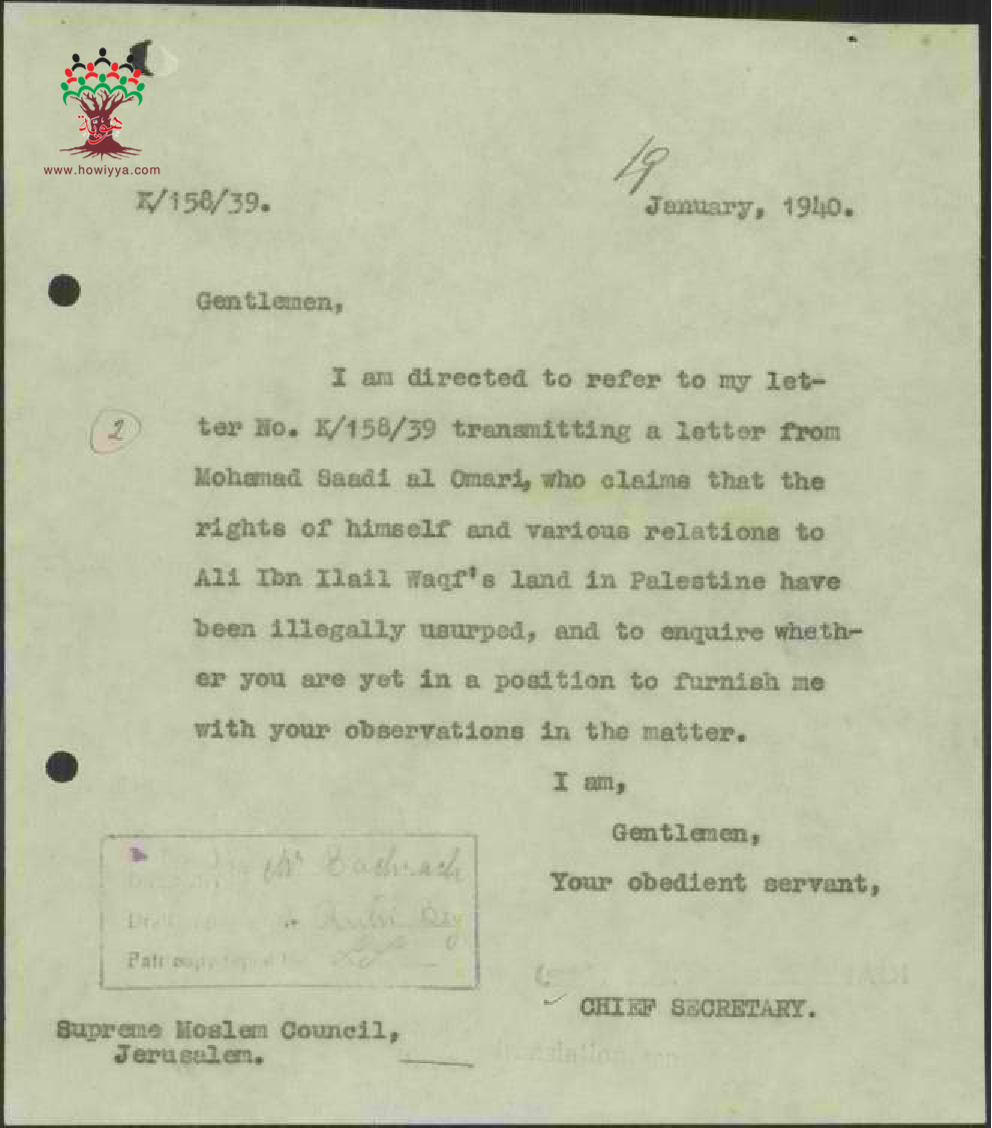 هوية
www.howiyya.com
19
K/158/39.
January, 1940.
Gentlemen,
I am directed to refer to my let-
2
ter No. K/158/39 transmitting a letter from
Mohamad Saadi al Omari, who claims that the
rights of himself and various relations to
Ali Ibn Ilail Waqf's land in Palestine have
been illegally usurped, and to enquire wheth-
er you are yet in a position to furnish me
with your observations in the matter.
I am,
Gentlemen,
Your obedient servant,
Mr Bachrach
CHIEF SECRETARY.
Supreme Moslem Council,
Jerusalem.